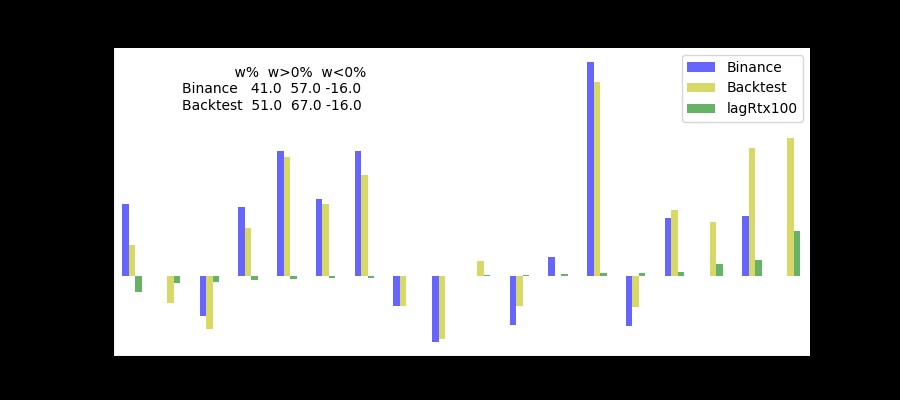 w% w>0% w<0%
Binance 41.0 57.0 -16.0
Backtest 51.0 67.0 -16.0
Binance
Backtest
lagRtx100